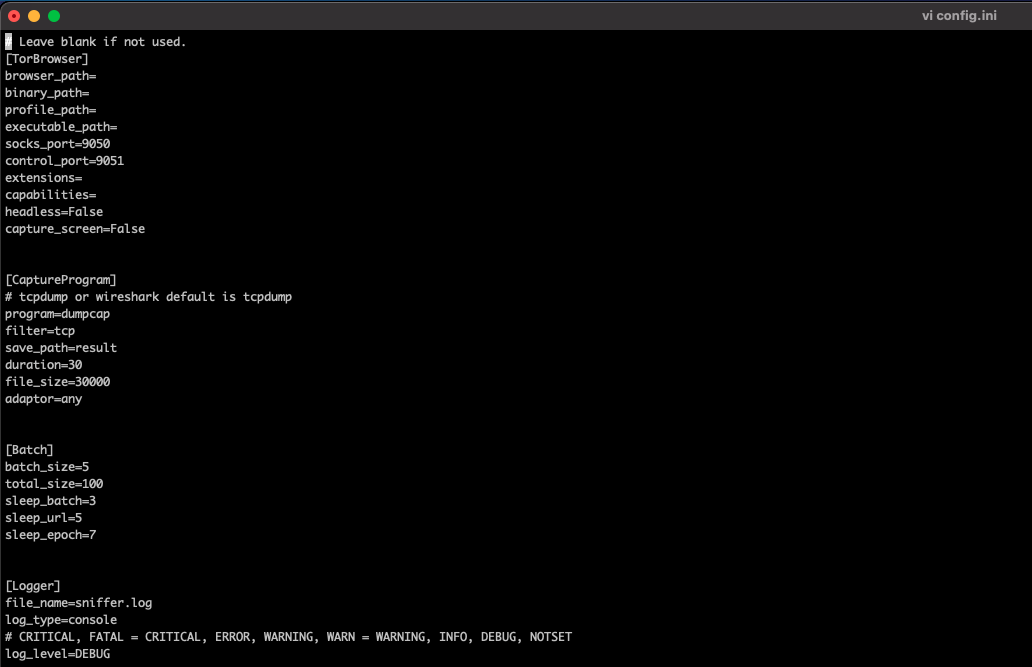 vi config.ini
# Leave blank if not used.
[TorBrowser]
browser_path=
binary_path=
profile_path=
executable_path=
socks_port=9050
control_port=9051
extensions=
capabilities=
headless=False
capture_screen=False
[CaptureProgram]
# tcpdump or wireshark default is tcpdump
program=dumpcap
filter=tcp
save_path=result
duration=30
file_size=30000
adaptor=any
[Batch]
batch_size=5
total_size=100
sleep_batch=3
sleep_url=5
sleep_epoch=7
[Logger]
file_name=sniffer.log
log_type=console
# CRITICAL, FATAL = CRITICAL, ERROR, WARNING, WARN = WARNING, INFO, DEBUG, NOTSET
log_level=DEBUG